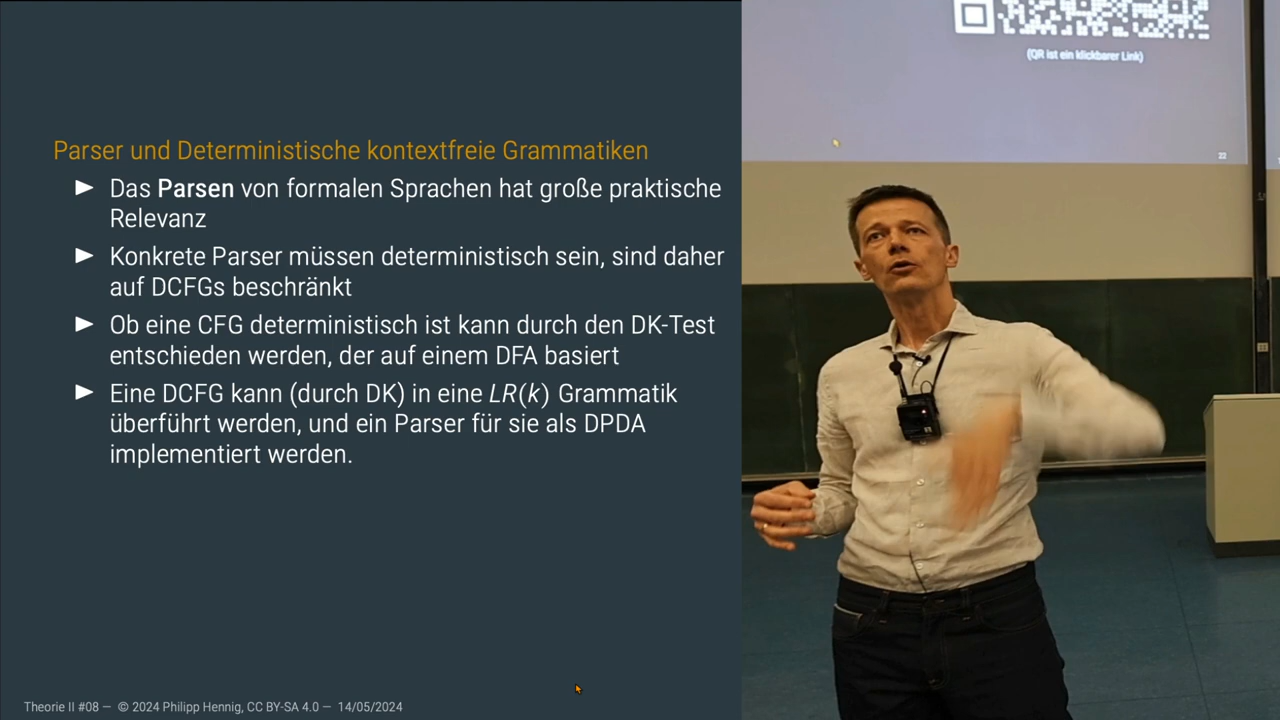 (QR ist ein klickbarer Link)
22
Parser und Deterministische kontextfreie Grammatiken
► Das Parsen von formalen Sprachen hat große praktische
Relevanz
► Konkrete Parser müssen deterministisch sein, sind daher
auf DCFGs beschränkt
► Ob eine CFG deterministisch ist kann durch den DK-Test
entschieden werden, der auf einem DFA basiert
► Eine DCFG kann (durch DK) in eine LR(k) Grammatik
überführt werden, und ein Parser für sie als DPDA
implementiert werden.
Theorie II #08 — © 2024 Philipp Hennig, CC BY-SA 4.0 — 14/05/2024